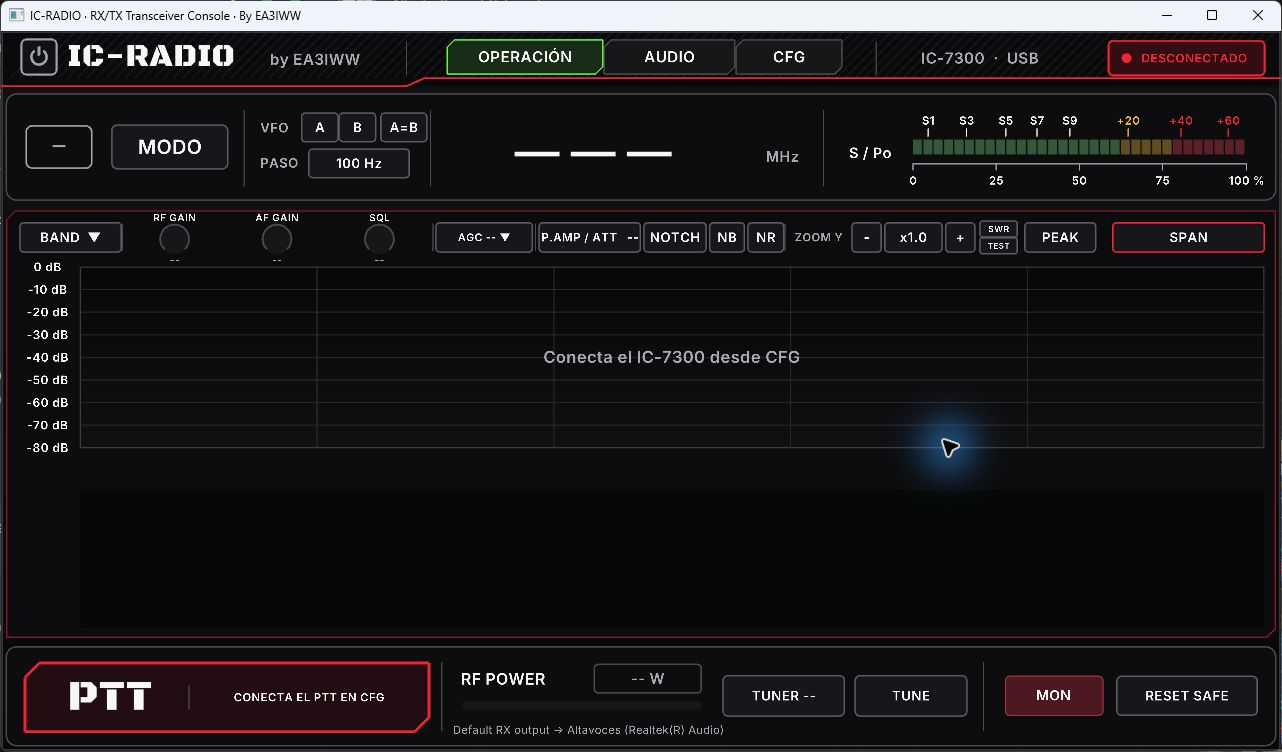 IC-RADIO · RX/TX Transceiver Console · By EA3IWW
IC-RADIO by EA3IWW OPERACIÓN AUDIO CFG IC-7300 · USB DESCONECTADO
— MODO
VFO A B A=B
PASO 100 Hz
— — — MHz
S / Po
S1 S3 S5 S7 S9 +20 +40 +60
0 25 50 75 100 %
BAND ▼
RF GAIN
--
AF GAIN
--
SQL
--
AGC -- ▼ P.AMP / ATT -- NOTCH NB NR ZOOM Y - x1.0 +
SWR
TEST
PEAK SPAN
0 dB
-10 dB
-20 dB
-30 dB
-40 dB
-50 dB
-60 dB
-70 dB
-80 dB
Conecta el IC-7300 desde CFG
PTT CONECTA EL PTT EN CFG
RF POWER -- W
Default RX output → Altavoces (Realtek(R) Audio)
TUNER -- TUNE MON RESET SAFE